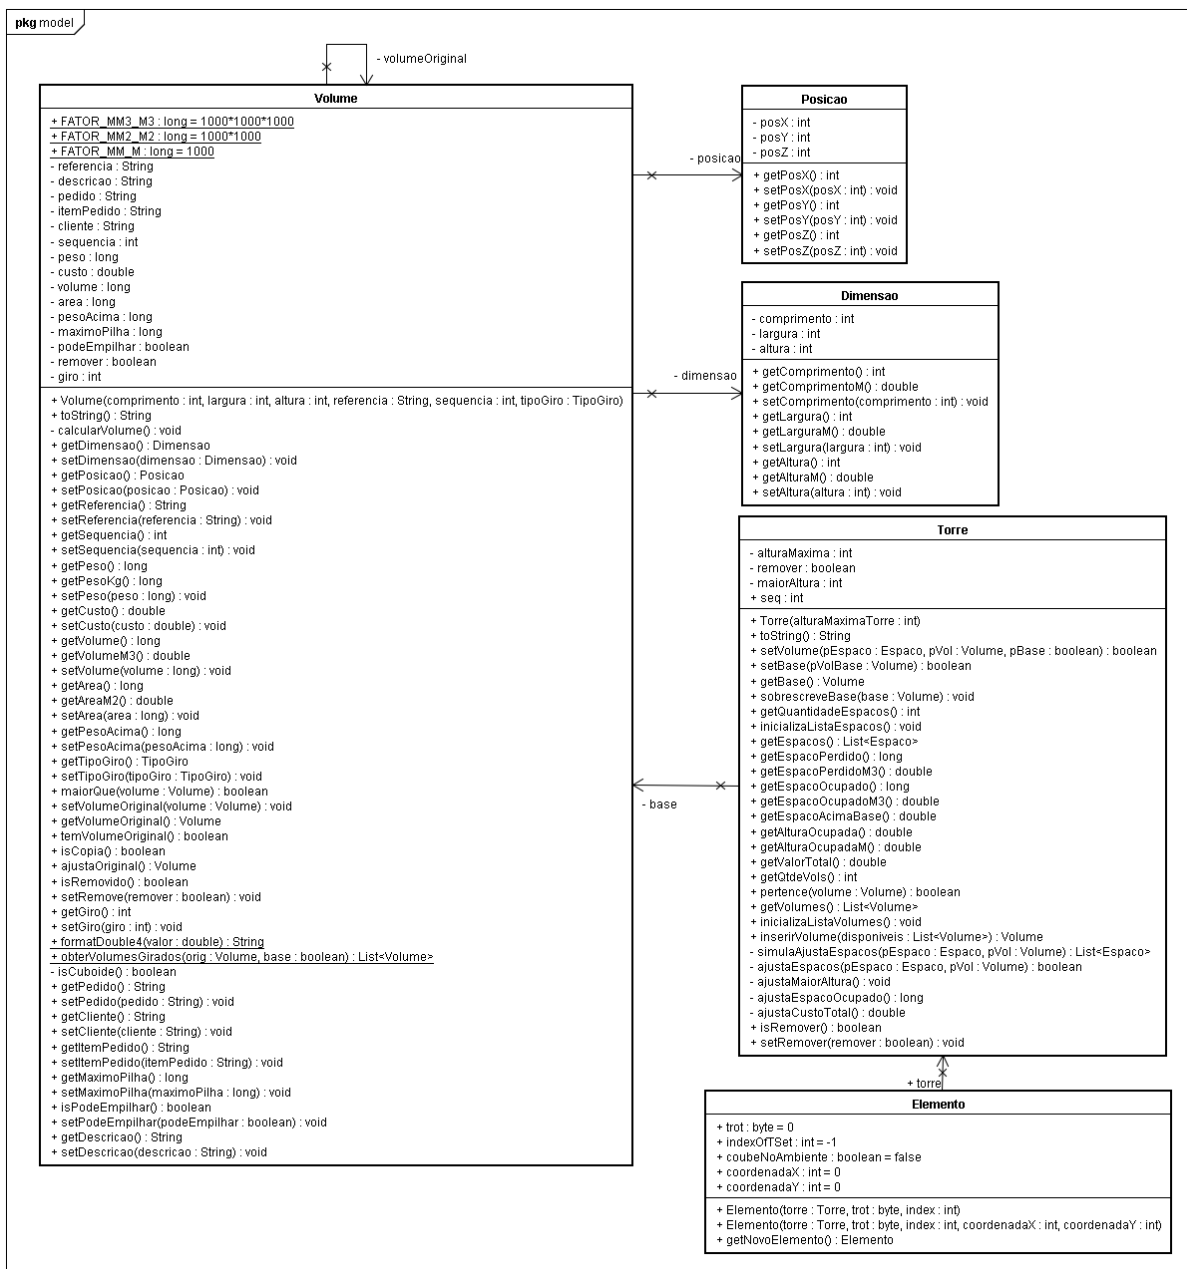 pkg model
- volumeOriginal
Volume
+ FATOR_MM3_M3 : long = 1000*1000*1000
+ FATOR_MM2_M2 : long = 1000*1000
+ FATOR_MM_M : long = 1000
- referencia : String
- descricao : String
- pedido : String
- itemPedido : String
- cliente : String
- sequencia : int
- peso : long
- custo : double
- volume : long
- area : long
- pesoAcima : long
- maximoPilha : long
- podeEmpilhar : boolean
- remover : boolean
- giro : int
+ Volume(comprimento : int, largura : int, altura : int, referencia : String, sequencia : int, tipoGiro : TipoGiro)
+ toString() : String
- calcularVolume() : void
+ getDimensao() : Dimensao
+ setDimensao(dimensao : Dimensao) : void
+ getPosicao() : Posicao
+ setPosicao(posicao : Posicao) : void
+ getReferencia() : String
+ setReferencia(referencia : String) : void
+ getSequencia() : int
+ setSequencia(sequencia : int) : void
+ getPeso() : long
+ getPesoKg() : long
+ setPeso(peso : long) : void
+ getCusto() : double
+ setCusto(custo : double) : void
+ getVolume() : long
+ getVolumeM3() : double
+ setVolume(volume : long) : void
+ getArea() : long
+ getAreaM2() : double
+ setArea(area : long) : void
+ getPesoAcima() : long
+ setPesoAcima(pesoAcima : long) : void
+ getTipoGiro() : TipoGiro
+ setTipoGiro(tipoGiro : TipoGiro) : void
+ maiorQue(volume : Volume) : boolean
+ setVolumeOriginal(volume : Volume) : void
+ getVolumeOriginal() : Volume
+ temVolumeOriginal() : boolean
+ isCopia() : boolean
+ ajustaOriginal() : Volume
+ isRemovido() : boolean
+ setRemove(remover : boolean) : void
+ getGiro() : int
+ setGiro(giro : int) : void
+ formatDouble4(valor : double) : String
+ obterVolumesGirados(orig : Volume, base : boolean) : List<Volume>
- isCuboide() : boolean
+ getPedido() : String
+ setPedido(pedido : String) : void
+ getCliente() : String
+ setCliente(cliente : String) : void
+ getItemPedido() : String
+ setItemPedido(itemPedido : String) : void
+ getMaximoPilha() : long
+ setMaximoPilha(maximoPilha : long) : void
+ isPodeEmpilhar() : boolean
+ setPodeEmpilhar(podeEmpilhar : boolean) : void
+ getDescricao() : String
+ setDescricao(descricao : String) : void
- posicao
Posicao
- posX : int
- posY : int
- posZ : int
+ getPosX() : int
+ setPosX(posX : int) : void
+ getPosY() : int
+ setPosY(posY : int) : void
+ getPosZ() : int
+ setPosZ(posZ : int) : void
- dimensao
Dimensao
- comprimento : int
- largura : int
- altura : int
+ getComprimento() : int
+ getComprimentoM() : double
+ setComprimento(comprimento : int) : void
+ getLargura() : int
+ getLarguraM() : double
+ setLargura(largura : int) : void
+ getAltura() : int
+ getAlturaM() : double
+ setAltura(altura : int) : void
- base
Torre
- alturaMaxima : int
- remover : boolean
- maiorAltura : int
+ seq : int
+ Torre(alturaMaximaTorre : int)
+ toString() : String
+ setVolume(pEspaco : Espaco, pVol : Volume, pBase : boolean) : boolean
+ setBase(pVolBase : Volume) : boolean
+ getBase() : Volume
+ sobrescreveBase(base : Volume) : void
+ getQuantidadeEspacos() : int
+ inicializaListaEspacos() : void
+ getEspacos() : List<Espaco>
+ getEspacoPerdido() : long
+ getEspacoPerdidoM3() : double
+ getEspacoOcupado() : long
+ getEspacoOcupadoM3() : double
+ getEspacoAcimaBase() : double
+ getAlturaOcupada() : double
+ getAlturaOcupadaM() : double
+ getValorTotal() : double
+ getQtdeVols() : int
+ pertence(volume : Volume) : boolean
+ getVolumes() : List<Volume>
+ inicializaListaVolumes() : void
+ inserirVolume(disponiveis : List<Volume>) : Volume
- simulaAjustaEspacos(pEspaco : Espaco, pVol : Volume) : List<Espaco>
- ajustaEspacos(pEspaco : Espaco, pVol : Volume) : boolean
- ajustaMaiorAltura() : void
- ajustaEspacoOcupado() : long
- ajustaCustoTotal() : double
+ isRemover() : boolean
+ setRemover(remover : boolean) : void
+ torre
Elemento
+ trot : byte = 0
+ indexOfTSet : int = -1
+ coubeNoAmbiente : boolean = false
+ coordenadaX : int = 0
+ coordenadaY : int = 0
+ Elemento(torre : Torre, trot : byte, index : int)
+ Elemento(torre : Torre, trot : byte, index : int, coordenadaX : int, coordenadaY : int)
+ getNovoElemento() : Elemento